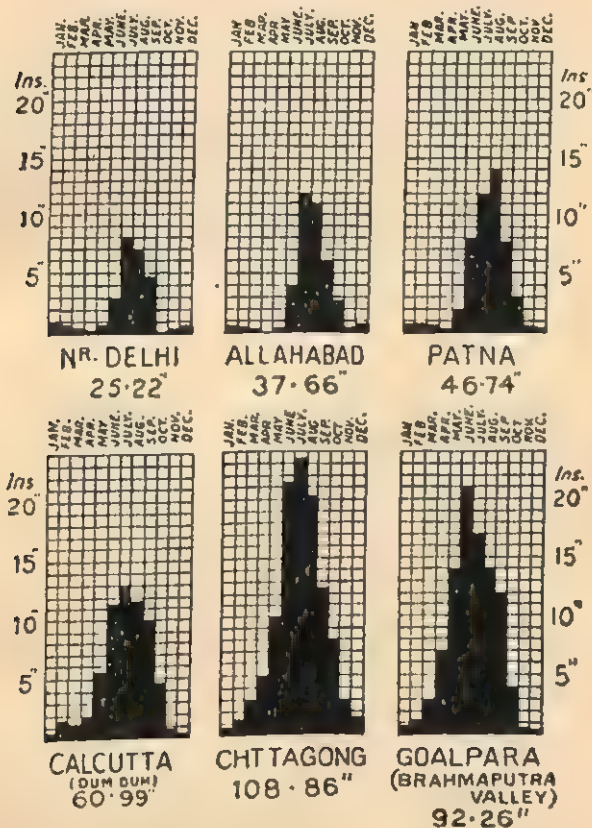 JAN. FEB. MAR. APR. MAY. JUNE. JULY. AUG. SEP. OCT. NOV. DEC.
JAN. FEB MAR. APR MAY. JUNE. JULY. AUG. SEP. OCT. NOV. DEC.
JAN. FEB MAR. APR. MAY. JUNE. JULY. AUG. SEP OCT. NOV DEC.
Ins.
20"
15"
10"
5"
Ins
20"
15"
10"
5"
NR. DELHI
25·22"
ALLAHABAD
37·66"
PATNA
46·74"
JAN. FEB. MAR. APR. MAY JUNE. JULY. AUG. SEP. OCT. NOV. DEC.
JAN. FEB. MAR. APR MAY JUNE. JULY. AUG SEP. OCT NOV. DEC.
JAN. FEB MAR. APR. MAY. JUNE. JULY. AUG. SEP. OCT NOV. DEC.
Ins
20"
15"
10"
5"
Ins.
20"
15"
10"
5"
CALCUTTA
(DUM DUM)
60·99"
CHTTAGONG
108·86"
GOALPARA
(BRAHMAPUTRA
VALLEY)
92·26"